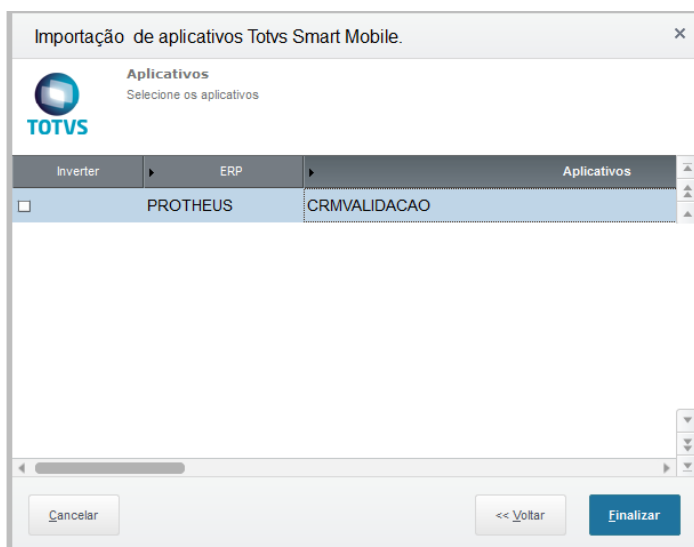 Importação de aplicativos Totvs Smart Mobile.
Aplicativos
Selecione os aplicativos
TOTVS
Inverter ERP Aplicativos
PROTHEUS CRMVALIDACAO
Cancelar << Voltar Finalizar